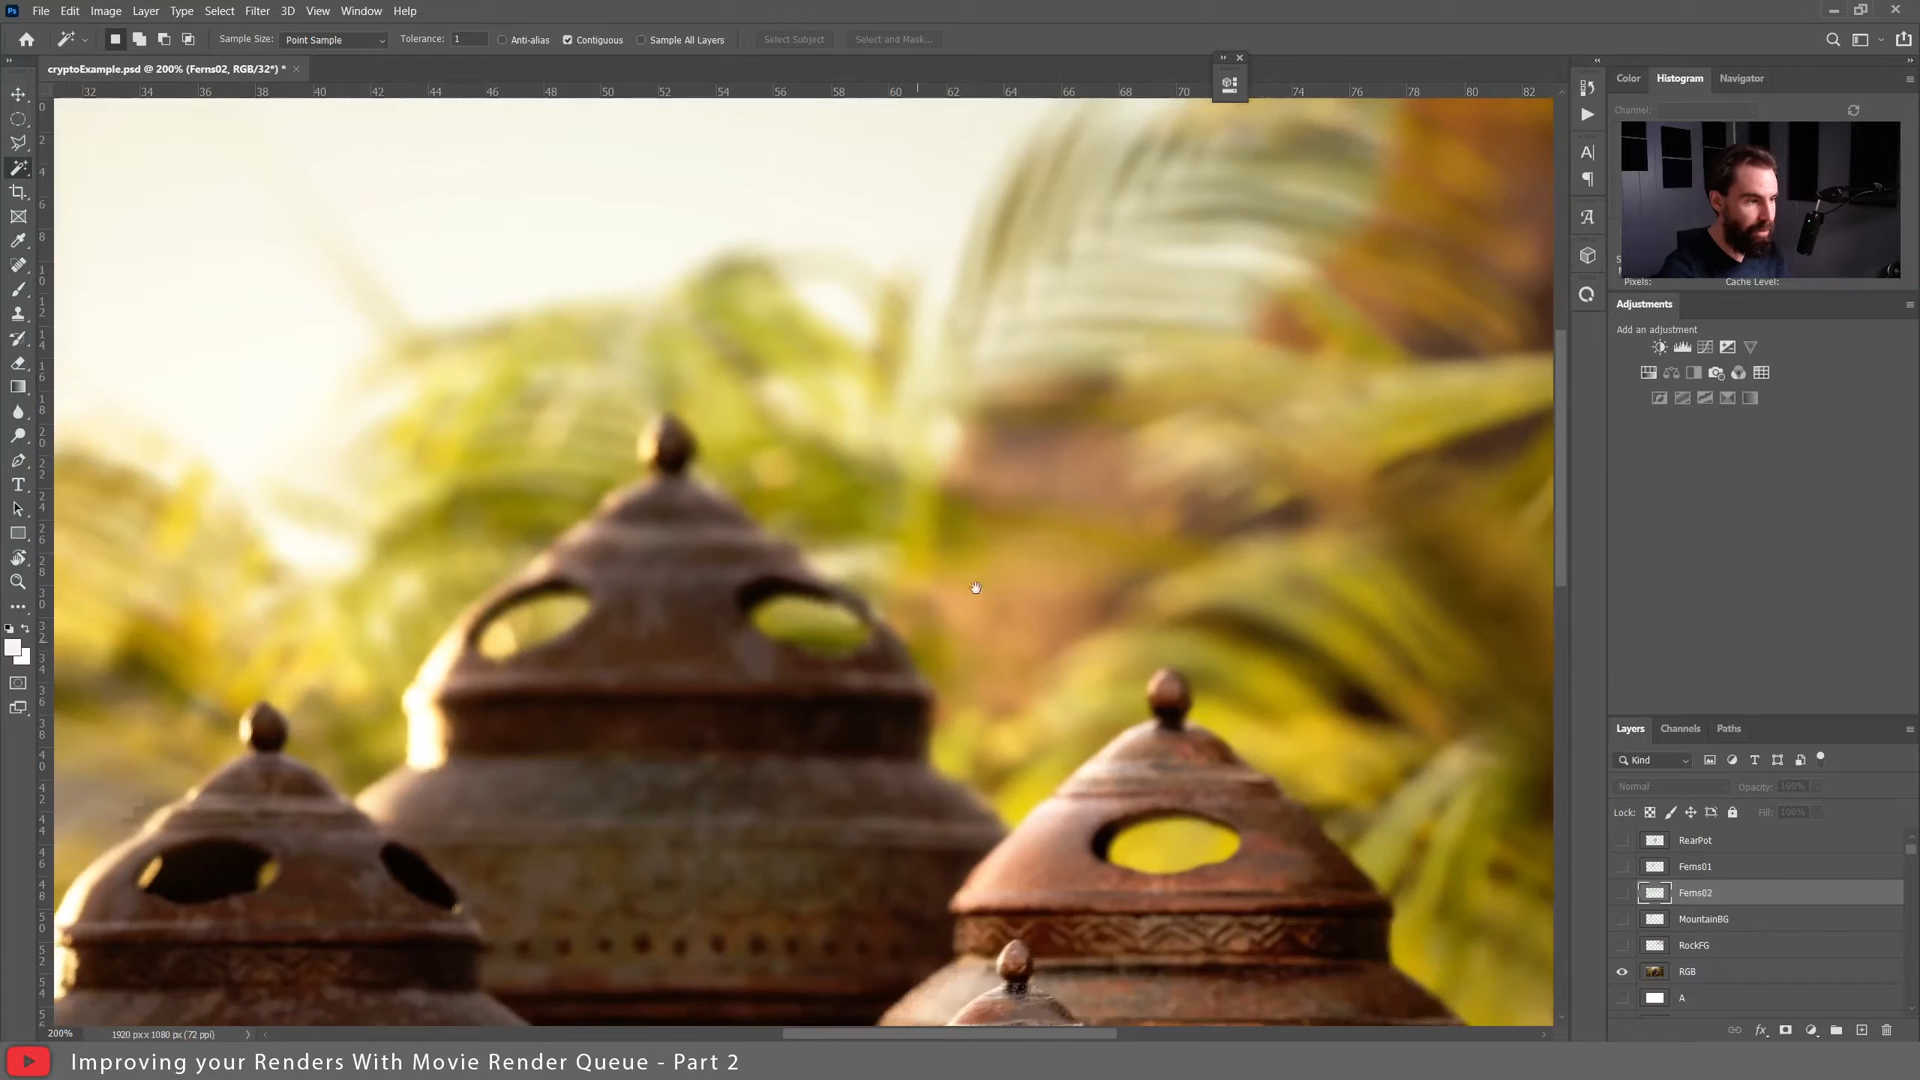 Ps File Edit Image Layer Type Select Filter 3D View Window Help
Sample Size: Point Sample Tolerance: 1 Anti-alias Contiguous Sample All Layers Select Subject Select and Mask...
cryptoExample.psd @ 200% (Ferns02, RGB/32*) *
32 34 36 38 40 42 44 46 48 50 52 54 56 58 60 62 64 66 68 70 74 76 78 80 82
Color Histogram Navigator
Channel:
Pixels: Cache Level:
Adjustments
Add an adjustment
Layers Channels Paths
Kind
Normal Opacity: 100%
Lock: Fill: 100%
RearPot
Ferns01
Ferns02
MountainBG
RockFG
RGB
A
200% 1920 px x 1080 px (72 ppi)
Improving your Renders With Movie Render Queue - Part 2